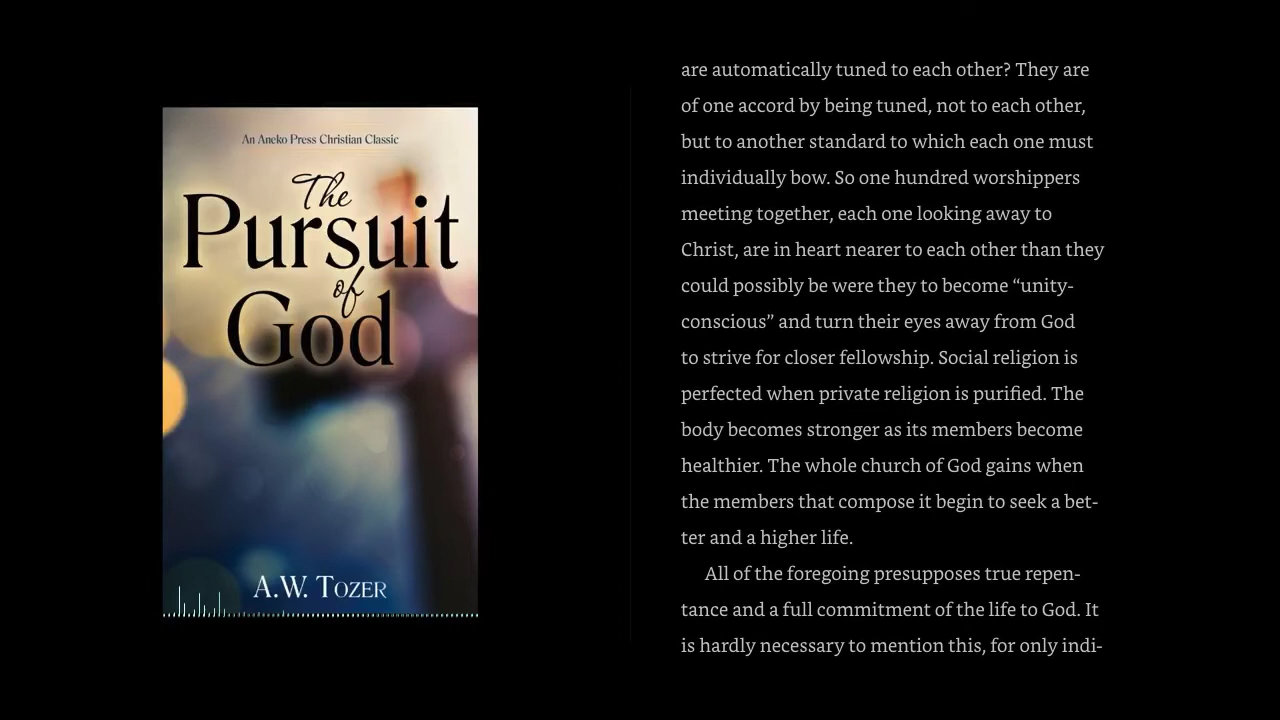 An Aneko Press Christian Classic
The
Pursuit
of
God
A.W. Tozer
are automatically tuned to each other? They are
of one accord by being tuned, not to each other,
but to another standard to which each one must
individually bow. So one hundred worshippers
meeting together, each one looking away to
Christ, are in heart nearer to each other than they
could possibly be were they to become “unity-
conscious” and turn their eyes away from God
to strive for closer fellowship. Social religion is
perfected when private religion is purified. The
body becomes stronger as its members become
healthier. The whole church of God gains when
the members that compose it begin to seek a bet-
ter and a higher life.
All of the foregoing presupposes true repen-
tance and a full commitment of the life to God. It
is hardly necessary to mention this, for only indi-